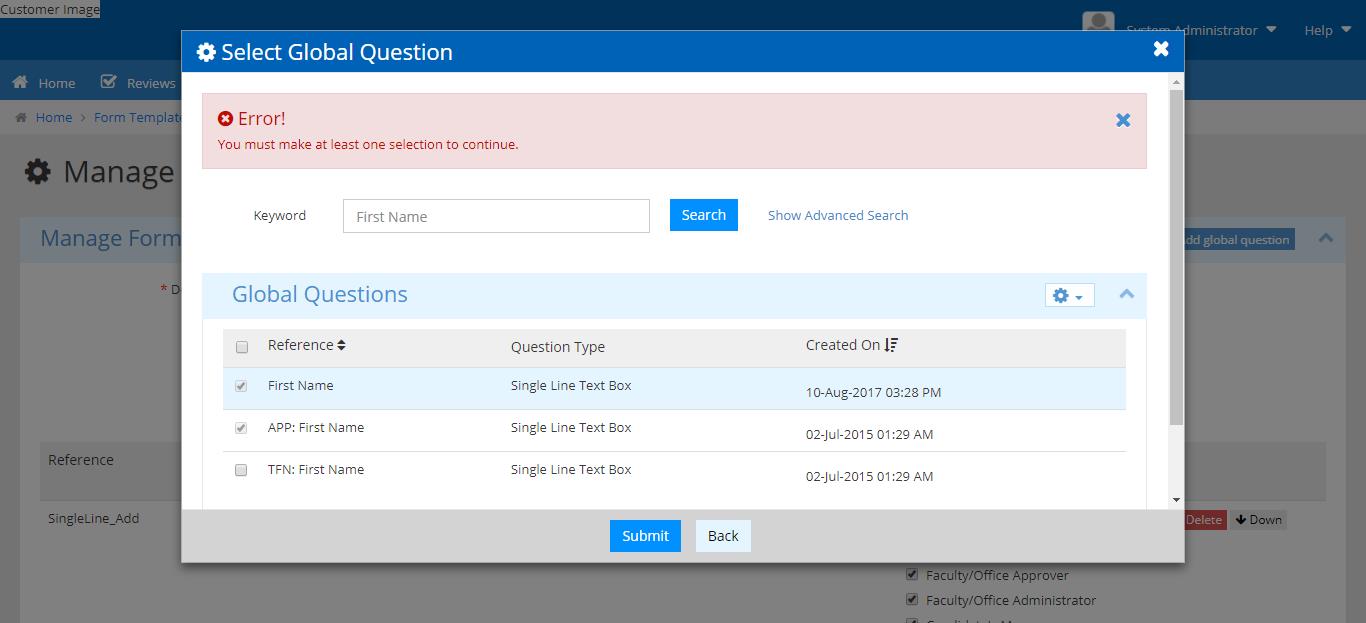 Customer Image
System Administrator
Help
Select Global Question
Home
Reviews
Home > Form Template
Error!
You must make at least one selection to continue.
Manage
Keyword
First Name
Search
Show Advanced Search
Manage Form
global question
Global Questions
Reference
Question Type
Created On
First Name
Single Line Text Box
10-Aug-2017 03:28 PM
APP: First Name
Single Line Text Box
02-Jul-2015 01:29 AM
TFN: First Name
Single Line Text Box
02-Jul-2015 01:29 AM
Reference
SingleLine_Add
Delete
Down
Submit
Back
Faculty/Office Approver
Faculty/Office Administrator